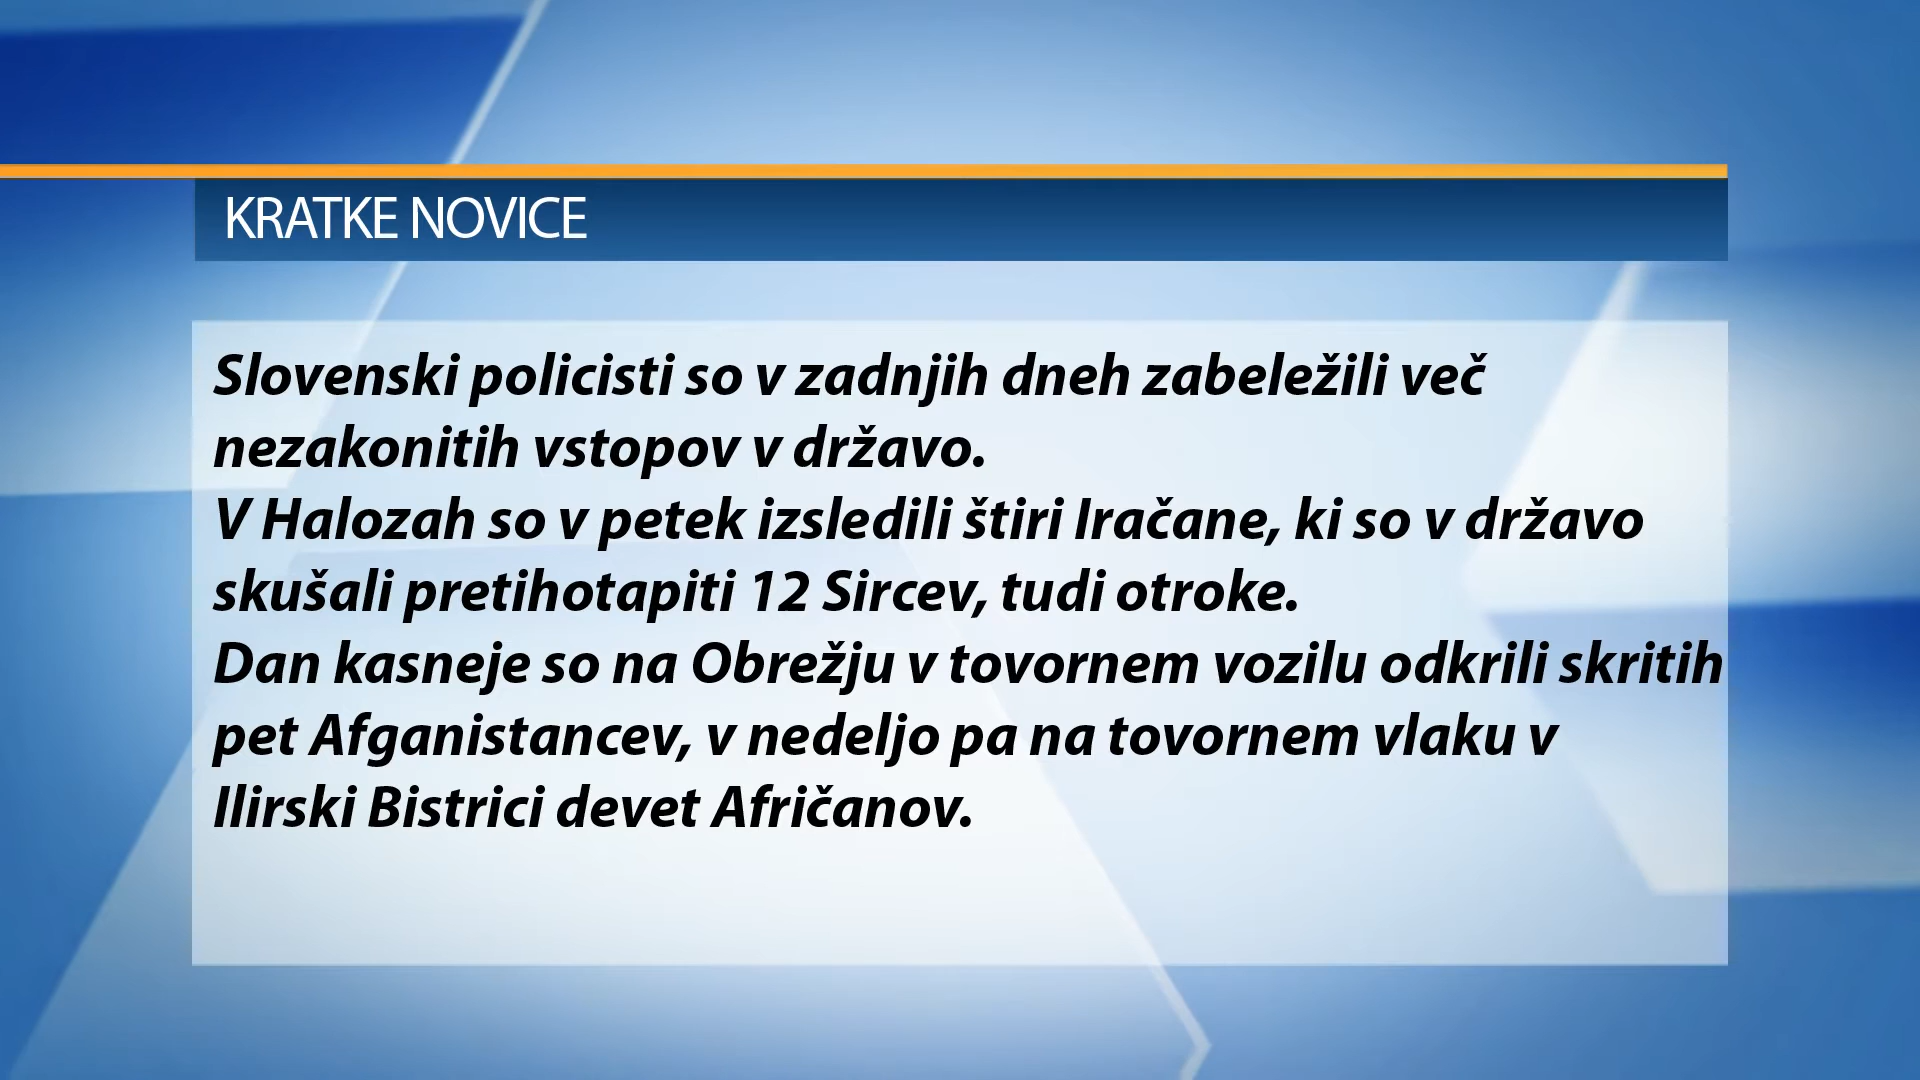 KRATKE NOVICE
Slovenski policisti so v zadnjih dneh zabeležili več
nezakonitih vstopov v državo.
V Halozah so v petek izsledili štiri Iračane, ki so v državo
skušali pretihotapiti 12 Sircev, tudi otroke.
Dan kasneje so na Obrežju v tovornem vozilu odkrili skritih
pet Afganistancev, v nedeljo pa na tovornem vlaku v
Ilirski Bistrici devet Afričanov.